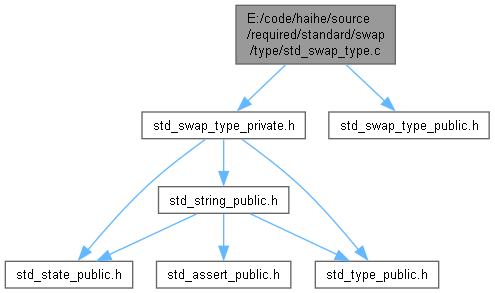 E:/code/haihe/source
/required/standard/swap
/type/std_swap_type.c
std_swap_type_private.h
std_swap_type_public.h
std_string_public.h
std_state_public.h
std_assert_public.h
std_type_public.h